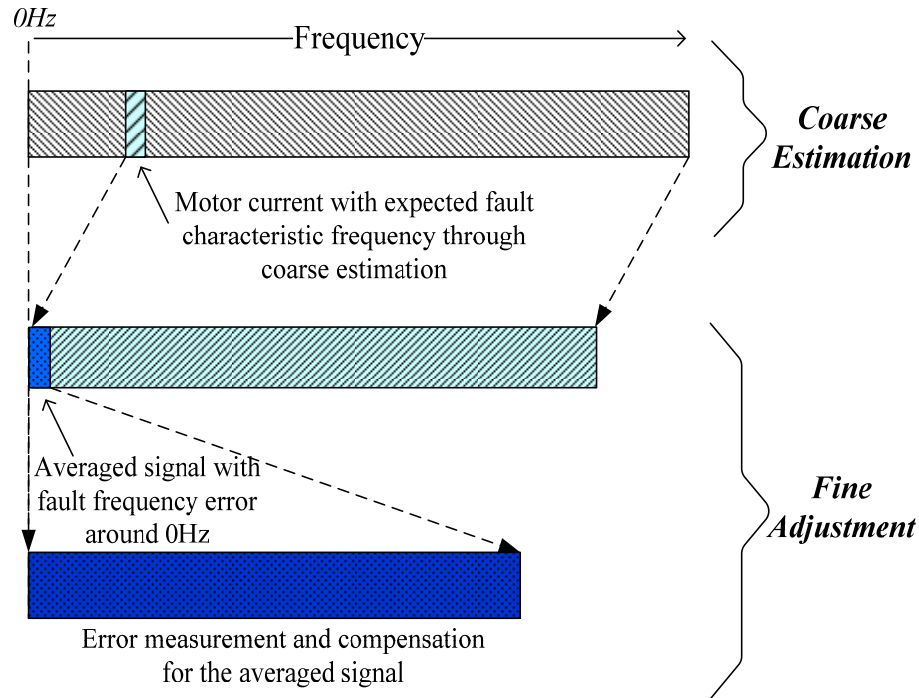 0Hz
Frequency
Coarse
Estimation
Motor current with expected fault
characteristic frequency through
coarse estimation
Averaged signal with
fault frequency error
around 0Hz
Fine
Adjustment
Error measurement and compensation
for the averaged signal